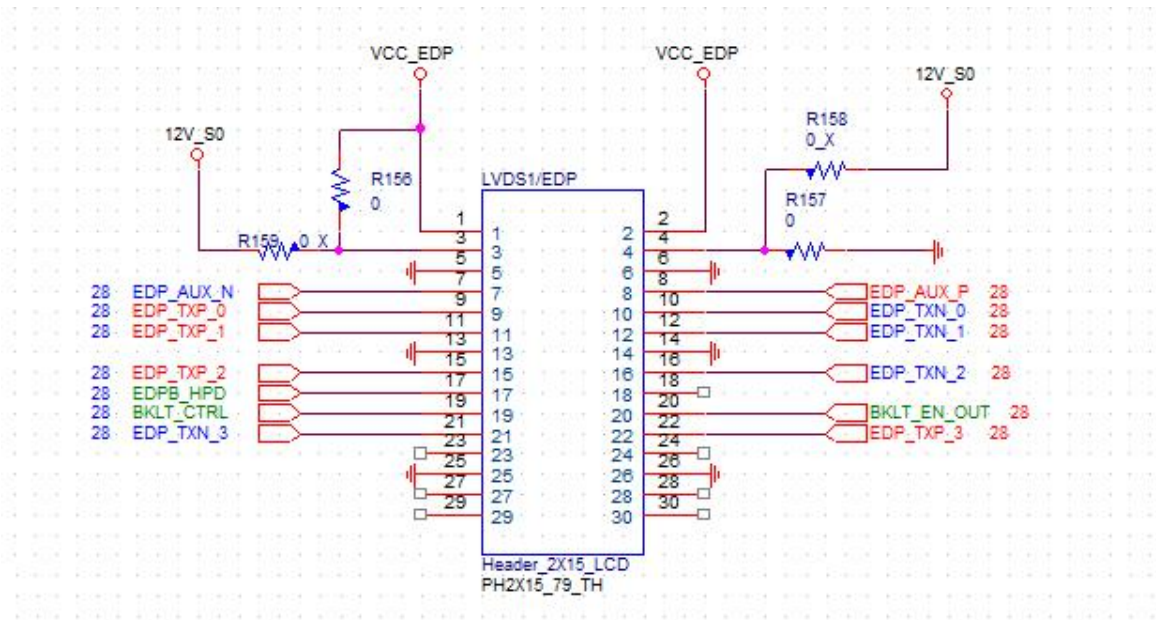 VCC_EDP VCC_EDP
12V_S0
R158
0_X
12V_S0
R156
0
LVDS1/EDP
R157
0
R159 0_X
1 1 2 2
3 3 4 4
5 5 6 6
28 EDP_AUX_N 7 7 8 8 EDP_AUX_P 28
28 EDP_TXP_0 9 9 10 10 EDP_TXN_0 28
28 EDP_TXP_1 11 11 12 12 EDP_TXN_1 28
13 13 14 14
28 EDP_TXP_2 15 15 16 16 EDP_TXN_2 28
28 EDPB_HPD 17 17 18 18
28 BKLT_CTRL 19 19 20 20 BKLT_EN_OUT 28
28 EDP_TXN_3 21 21 22 22 EDP_TXP_3 28
23 23 24 24
25 25 26 26
27 27 28 28
29 29 30 30
Header_2X15_LCD
PH2X15_79_TH